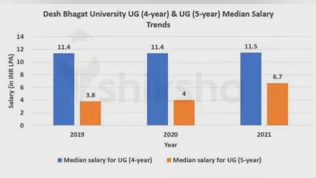 Desh Bhagat University UG (4-year) & UG (5-year) Median Salary
Trends
Salary (in INR LPA)
14
12
10
8
6
4
2
0
11.4
3.8
11.4
4
11.5
6.7
2019
2020
2021
Year
Median salary for UG (4-year)
Median salary for UG (5-year)
shiksha